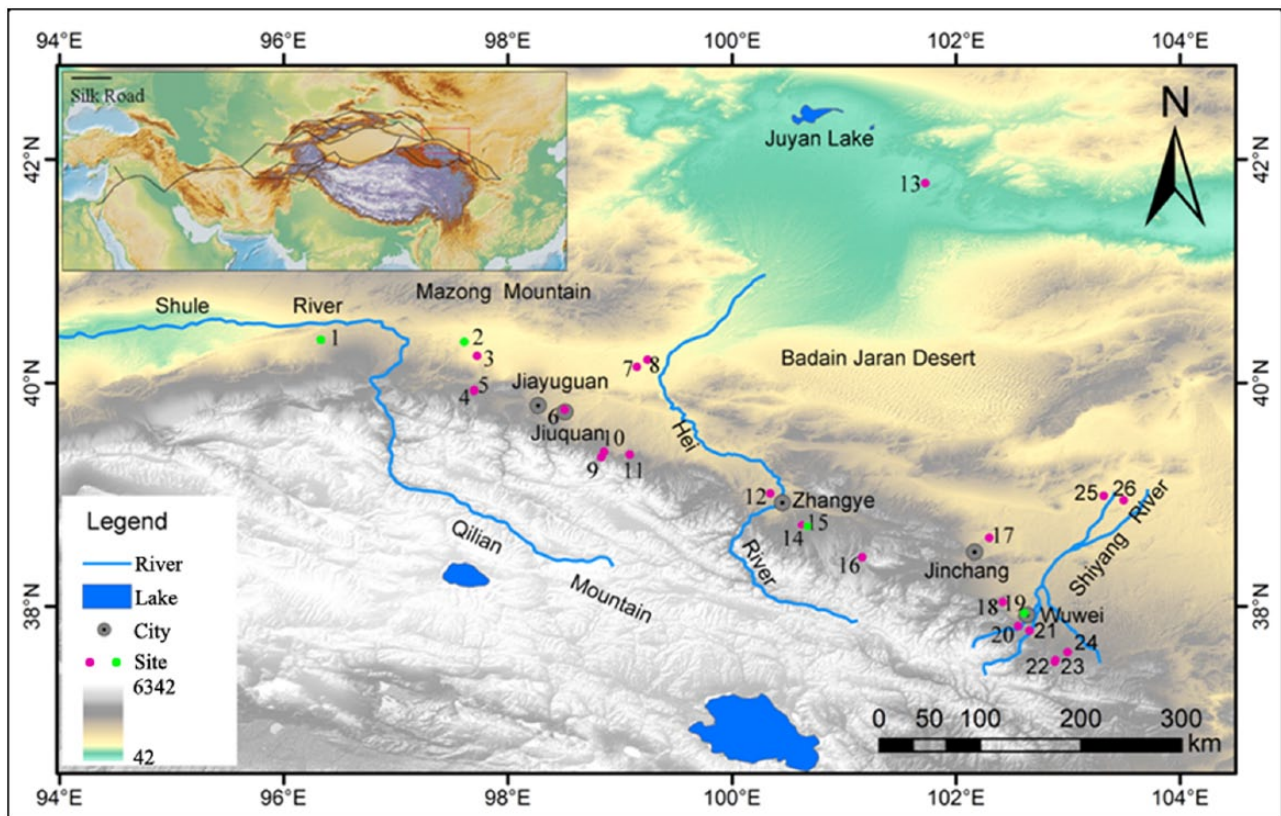 94°E 96°E 98°E 100°E 102°E 104°E
Silk Road
N
42°N 42°N
Juyan Lake
13
Mazong Mountain
Shule River
1
2
3
7 8
Badain Jaran Desert
40°N 40°N
4 5
Jiayuguan
6
Jiuquan
Hei
9 10 11
12 Zhangye
14 15
16
River
25 26
17
Jinchang
Shiyang River
Qilian Mountain
38°N 38°N
18 19
Wuwei
20 21
22 23 24
Legend
River
Lake
City
Site
6342
42
0 50 100 200 300
km
94°E 96°E 98°E 100°E 102°E 104°E